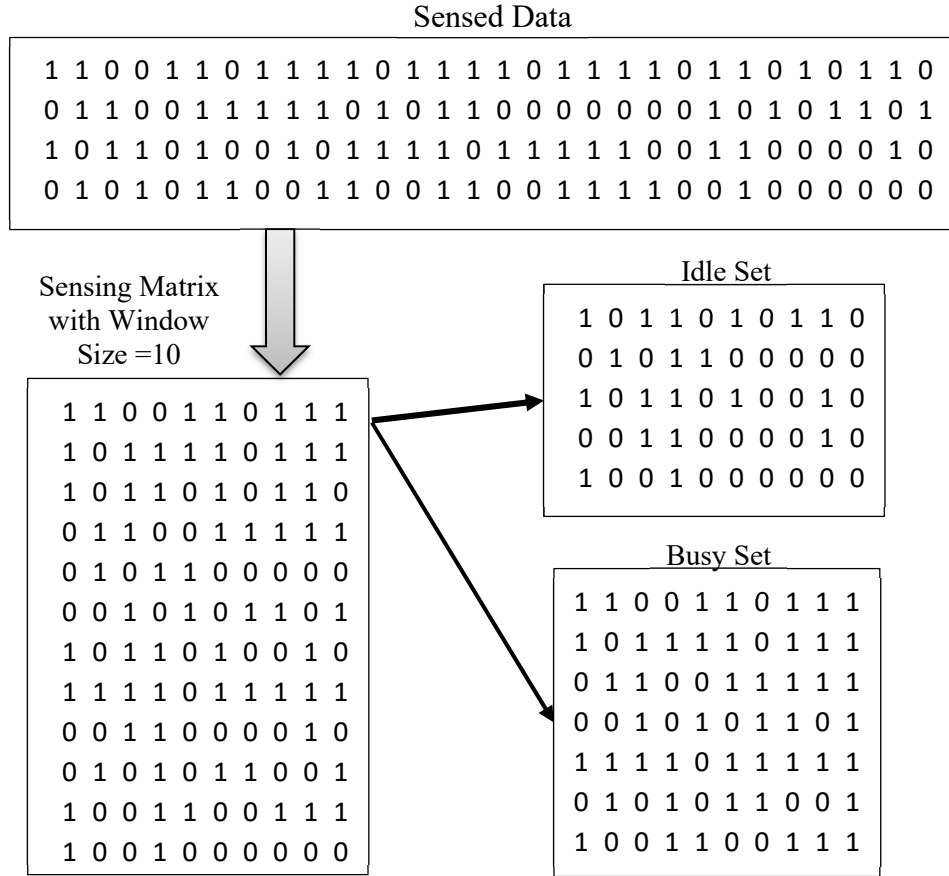 Sensed Data
1 1 0 0 1 1 0 1 1 1 1 0 1 1 1 1 0 1 1 1 1 0 1 1 0 1 0 1 1 0
0 1 1 0 0 1 1 1 1 1 0 1 0 1 1 0 0 0 0 0 0 0 1 0 1 0 1 1 0 1
1 0 1 1 0 1 0 0 1 0 1 1 1 1 0 1 1 1 1 1 0 0 1 1 0 0 0 0 1 0
0 1 0 1 0 1 1 0 0 1 1 0 0 1 1 0 0 1 1 1 1 0 0 1 0 0 0 0 0 0
Sensing Matrix
with Window
Size =10
1 1 0 0 1 1 0 1 1 1
1 0 1 1 1 1 0 1 1 1
1 0 1 1 0 1 0 1 1 0
0 1 1 0 0 1 1 1 1 1
0 1 0 1 1 0 0 0 0 0
0 0 1 0 1 0 1 1 0 1
1 0 1 1 0 1 0 0 1 0
1 1 1 1 0 1 1 1 1 1
0 0 1 1 0 0 0 0 1 0
0 1 0 1 0 1 1 0 0 1
1 0 0 1 1 0 0 1 1 1
1 0 0 1 0 0 0 0 0 0
Idle Set
1 0 1 1 0 1 0 1 1 0
0 1 0 1 1 0 0 0 0 0
1 0 1 1 0 1 0 0 1 0
0 0 1 1 0 0 0 0 1 0
1 0 0 1 0 0 0 0 0 0
Busy Set
1 1 0 0 1 1 0 1 1 1
1 0 1 1 1 1 0 1 1 1
0 1 1 0 0 1 1 1 1 1
0 0 1 0 1 0 1 1 0 1
1 1 1 1 0 1 1 1 1 1
0 1 0 1 0 1 1 0 0 1
1 0 0 1 1 0 0 1 1 1